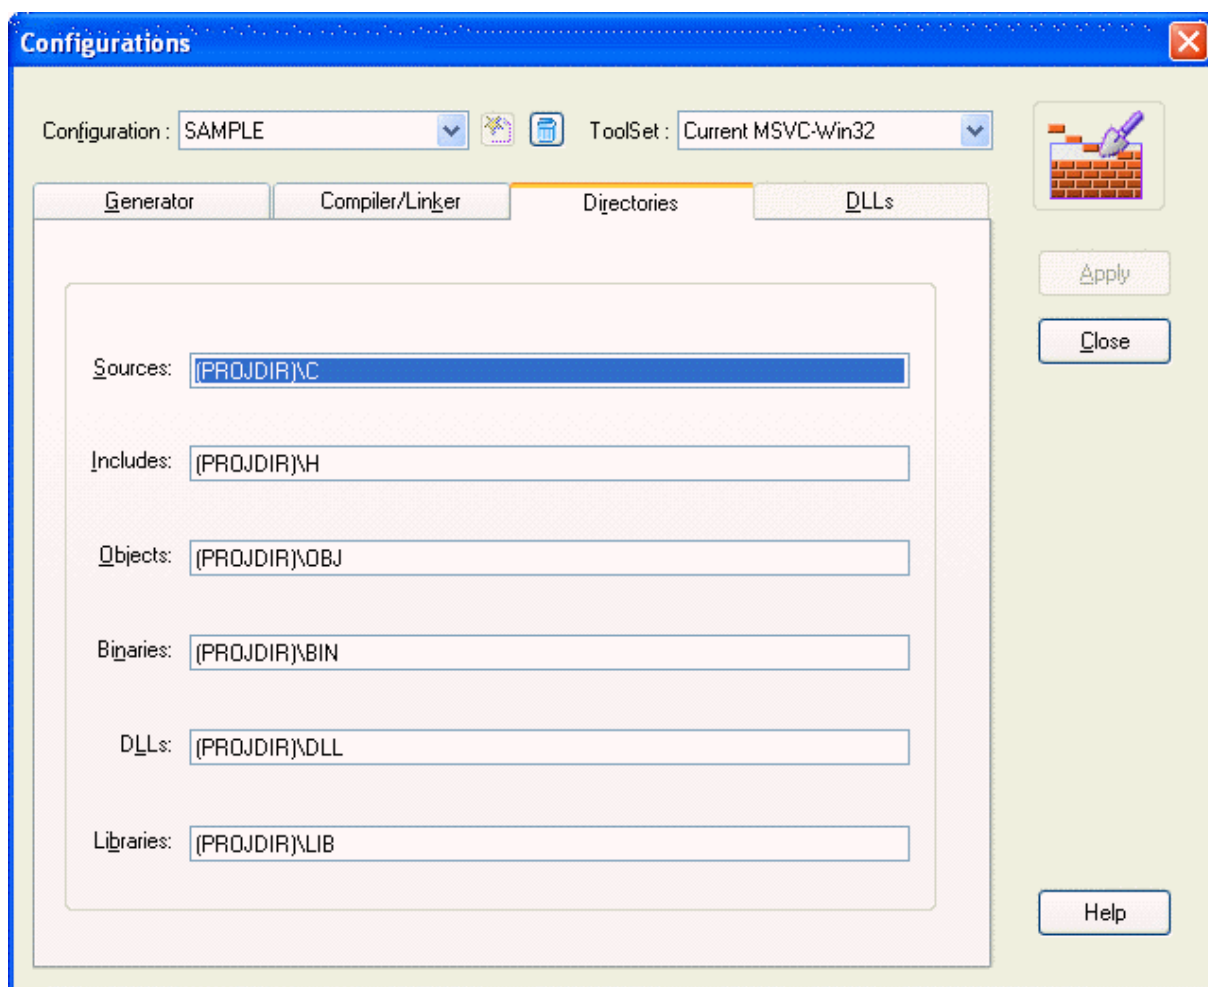 Configurations
Configuration : SAMPLE ToolSet : Current MSVC-Win32
Generator Compiler/Linker Directories DLLs
Apply
Close
Sources: (PROJDIR)\C
Includes: (PROJDIR)\H
Objects: (PROJDIR)\OBJ
Binaries: (PROJDIR)\BIN
DLLs: (PROJDIR)\DLL
Libraries: (PROJDIR)\LIB
Help